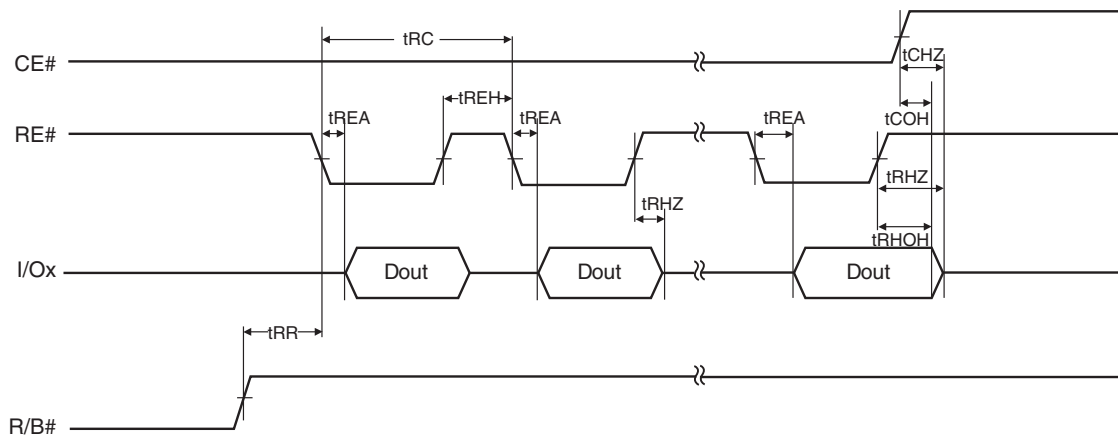 tRC
CE#
tCHZ
tREH
tREA
tREA
tREA
tCOH
RE#
tRHZ
tRHZ
tRHOH
I/Ox
Dout
Dout
Dout
tRR
R/B#